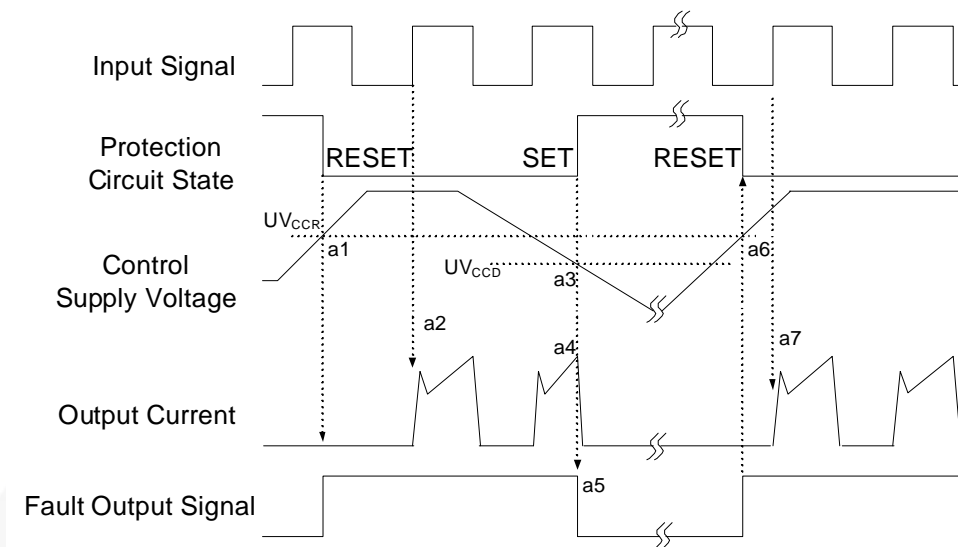 Input Signal
Protection
Circuit State
RESET
SET
RESET
UVCCR
a1
a6
Control
Supply Voltage
UVCCD
a3
a2
a4
a7
Output Current
a5
Fault Output Signal